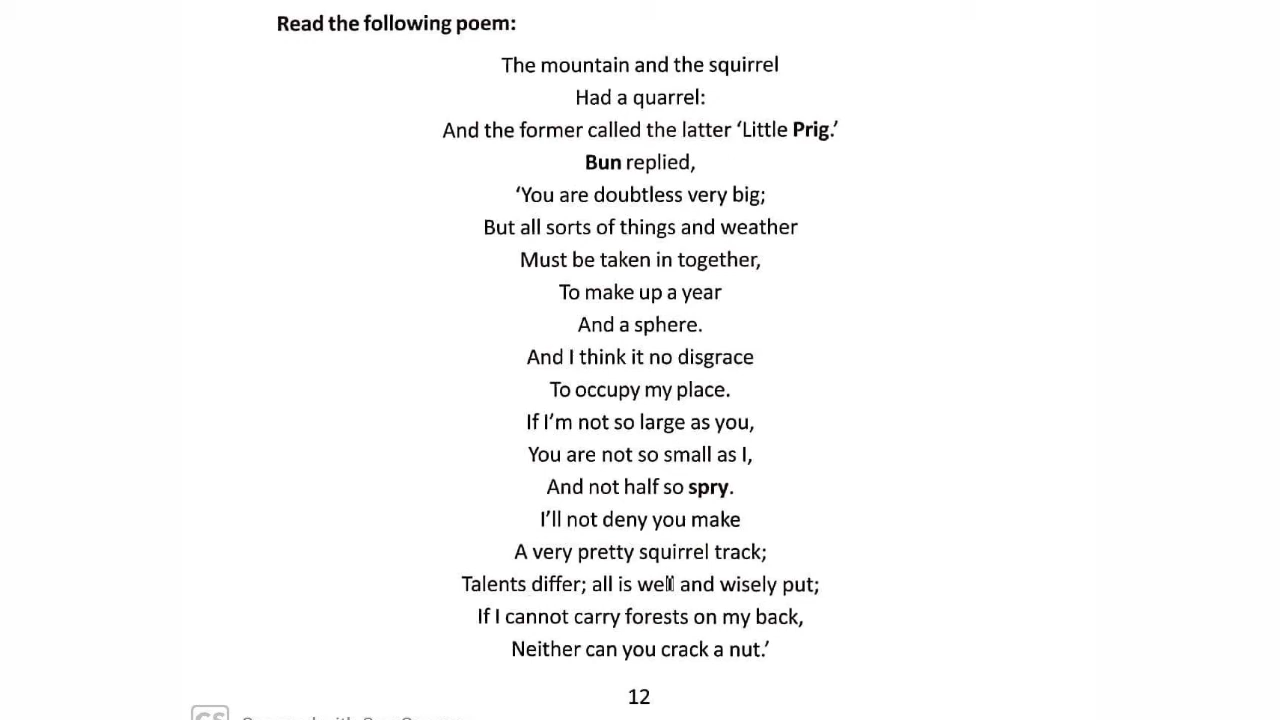 Read the following poem:
The mountain and the squirrel
Had a quarrel:
And the former called the latter ‘Little Prig.’
Bun replied,
‘You are doubtless very big;
But all sorts of things and weather
Must be taken in together,
To make up a year
And a sphere.
And I think it no disgrace
To occupy my place.
If I’m not so large as you,
You are not so small as I,
And not half so spry.
I’ll not deny you make
A very pretty squirrel track;
Talents differ; all is well and wisely put;
If I cannot carry forests on my back,
Neither can you crack a nut.’
12
CS